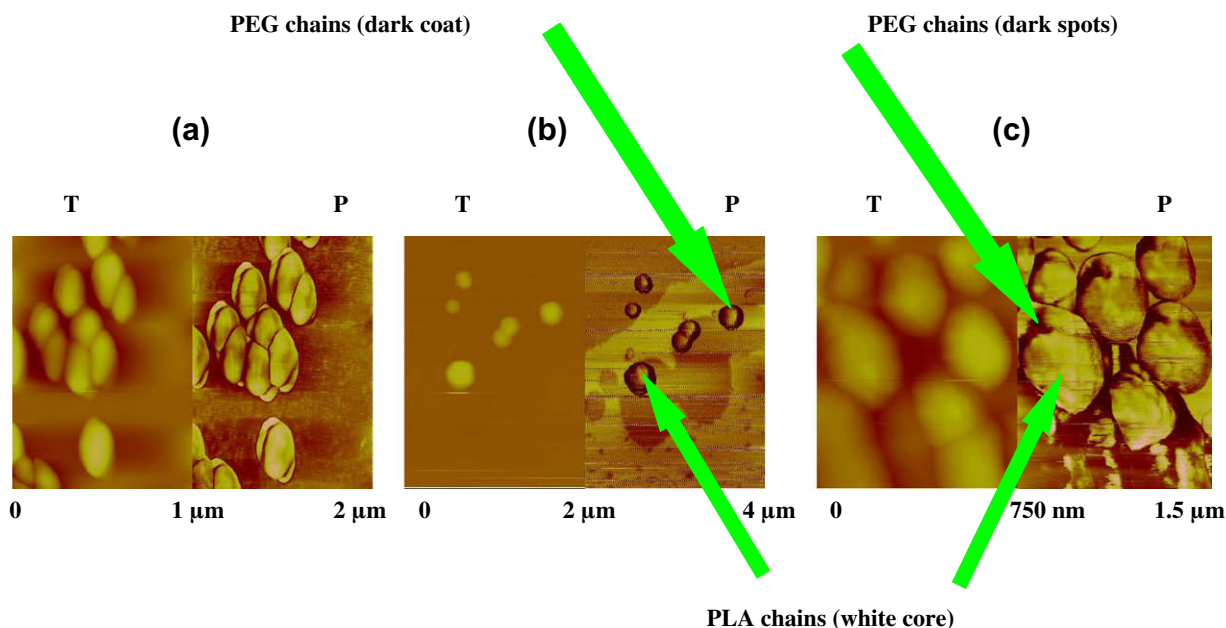 PEG chains (dark coat) PEG chains (dark spots)
(a) (b) (c)
T P T P T P
0 1 µm 2 µm 0 2 µm 4 µm 0 750 nm 1.5 µm
PLA chains (white core)